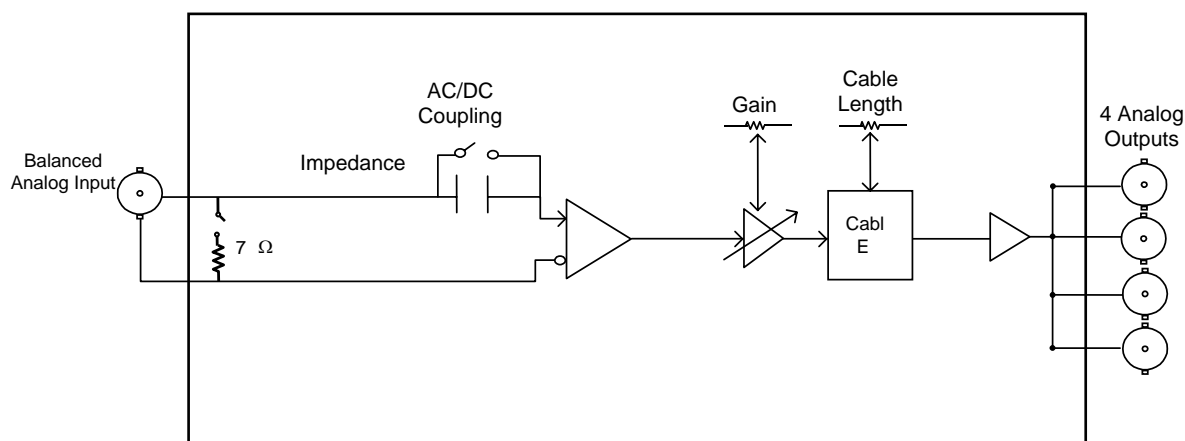 AC/DC
Coupling
Cable
Length
Gain
4 Analog
Outputs
Balanced
Analog Input
Impedance
7 Ω
Cabl
E